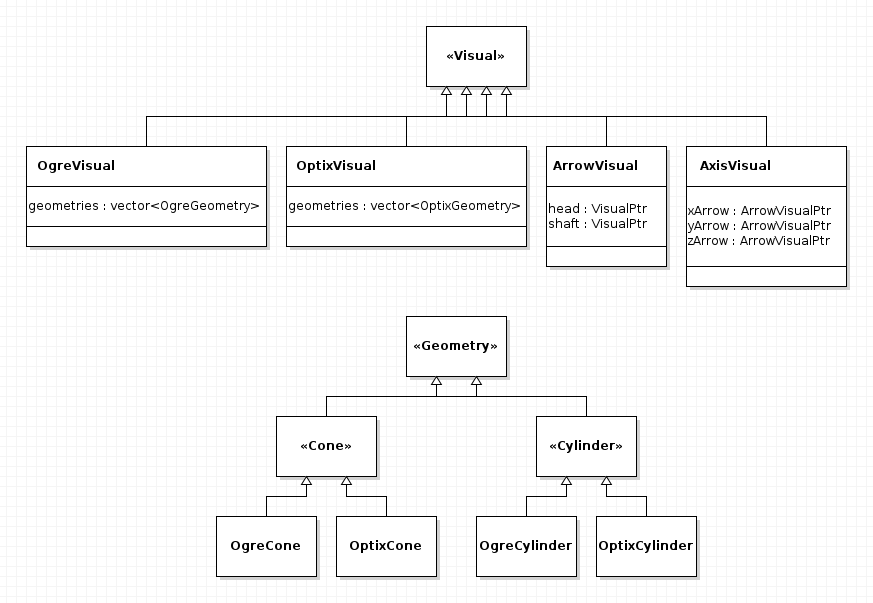 «Visual»
OgreVisual
geometries : vector<OgreGeometry>
OptixVisual
geometries : vector<OptixGeometry>
ArrowVisual
head : VisualPtr
shaft : VisualPtr
AxisVisual
xArrow : ArrowVisualPtr
yArrow : ArrowVisualPtr
zArrow : ArrowVisualPtr
«Geometry»
«Cone»
«Cylinder»
OgreCone
OptixCone
OgreCylinder
OptixCylinder